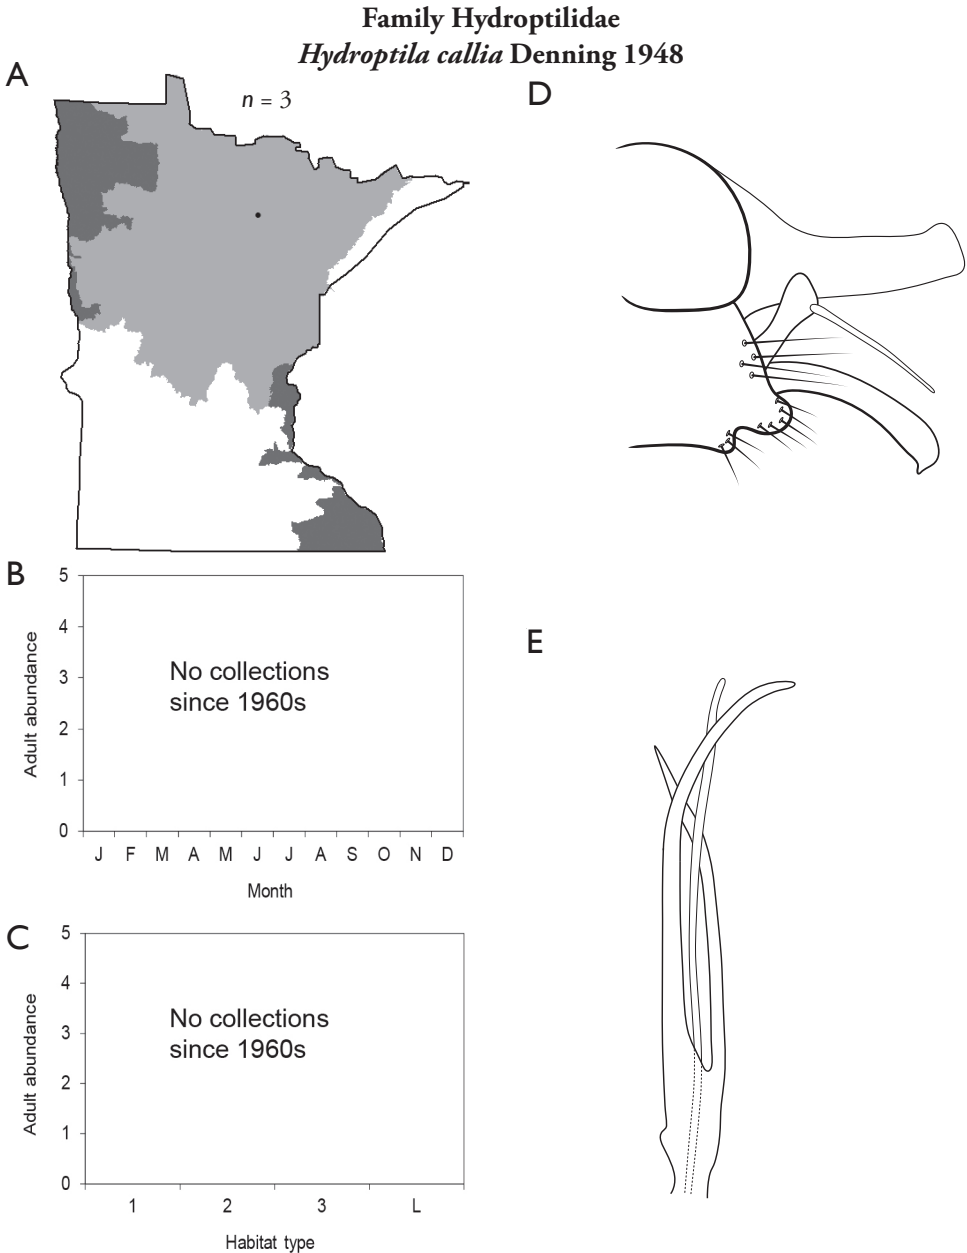 Family Hydroptilidae
Hydroptila callia Denning 1948
A
n = 3
D
B
5
4
3
2
1
0
Adult abundance
No collections
since 1960s
J F M A M J J A S O N D
Month
E
C
5
4
3
2
1
0
Adult abundance
No collections
since 1960s
1 2 3 L
Habitat type